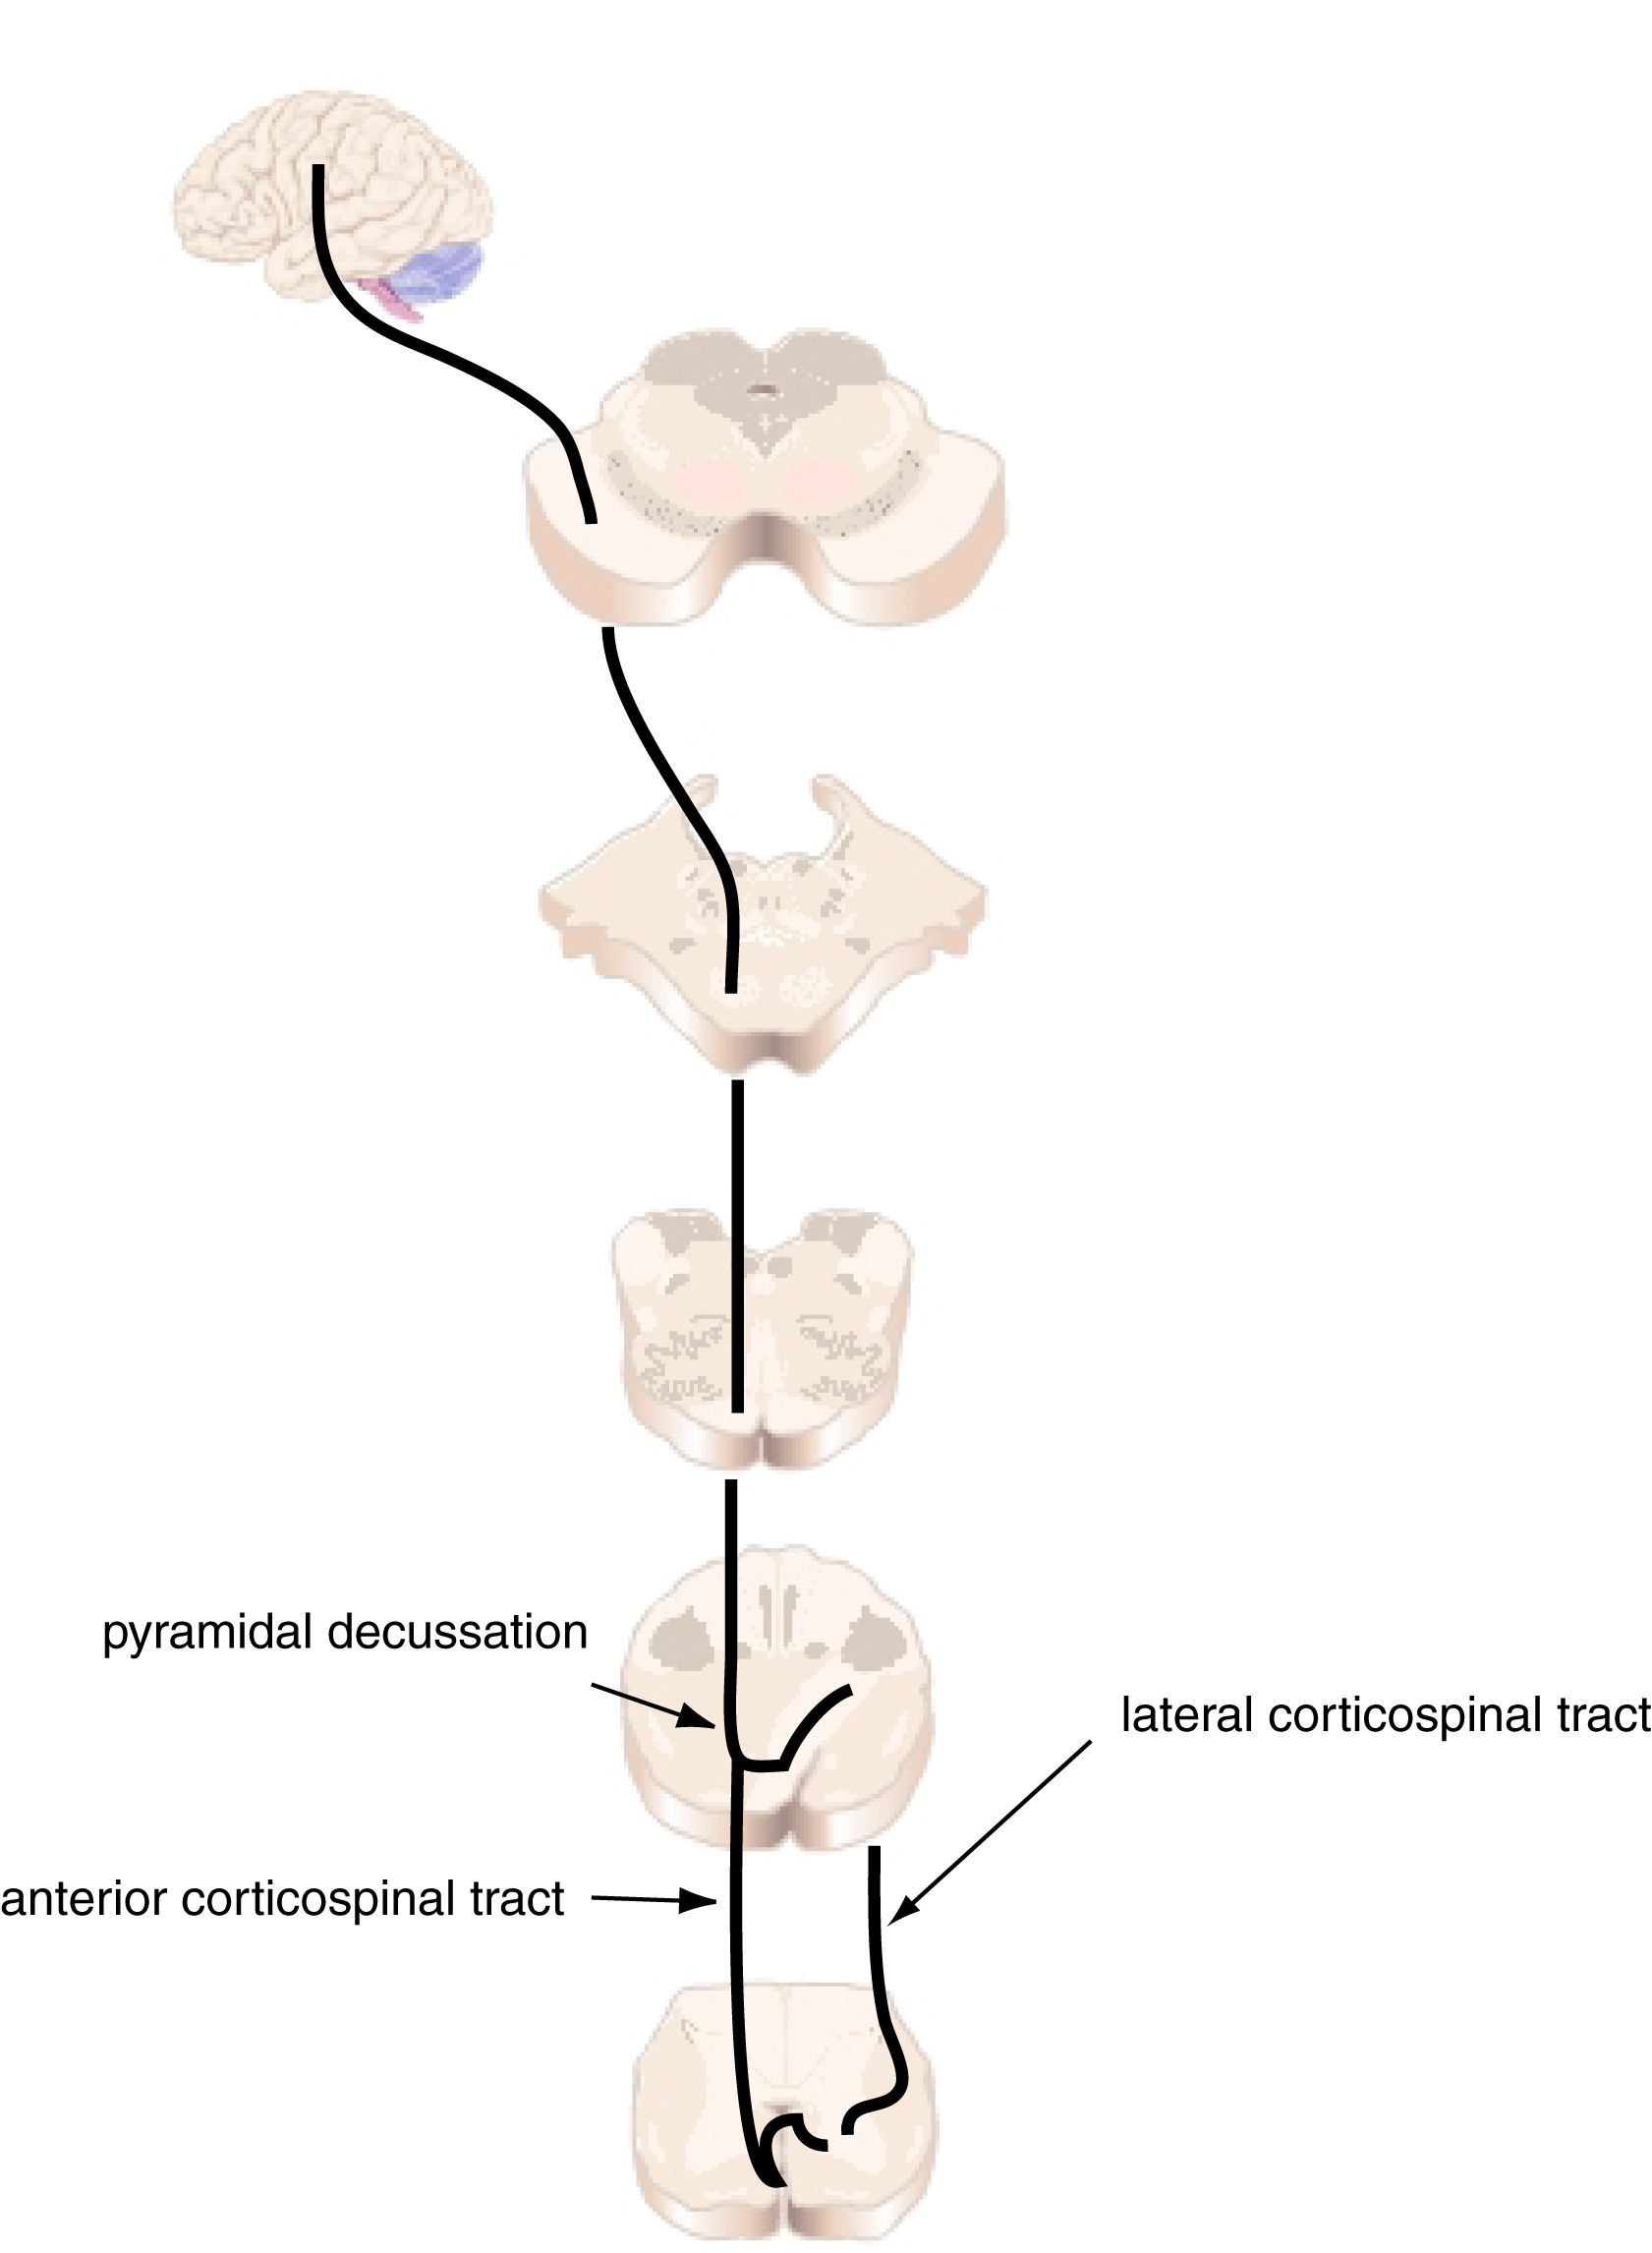 pyramidal decussation
lateral corticospinal tract
anterior corticospinal tract